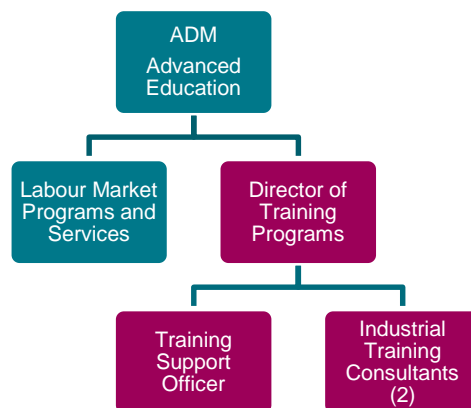 ADM
Advanced
Education
Labour Market
Programs and
Services
Director of
Training
Programs
Training
Support
Officer
Industrial
Training
Consultants
(2)